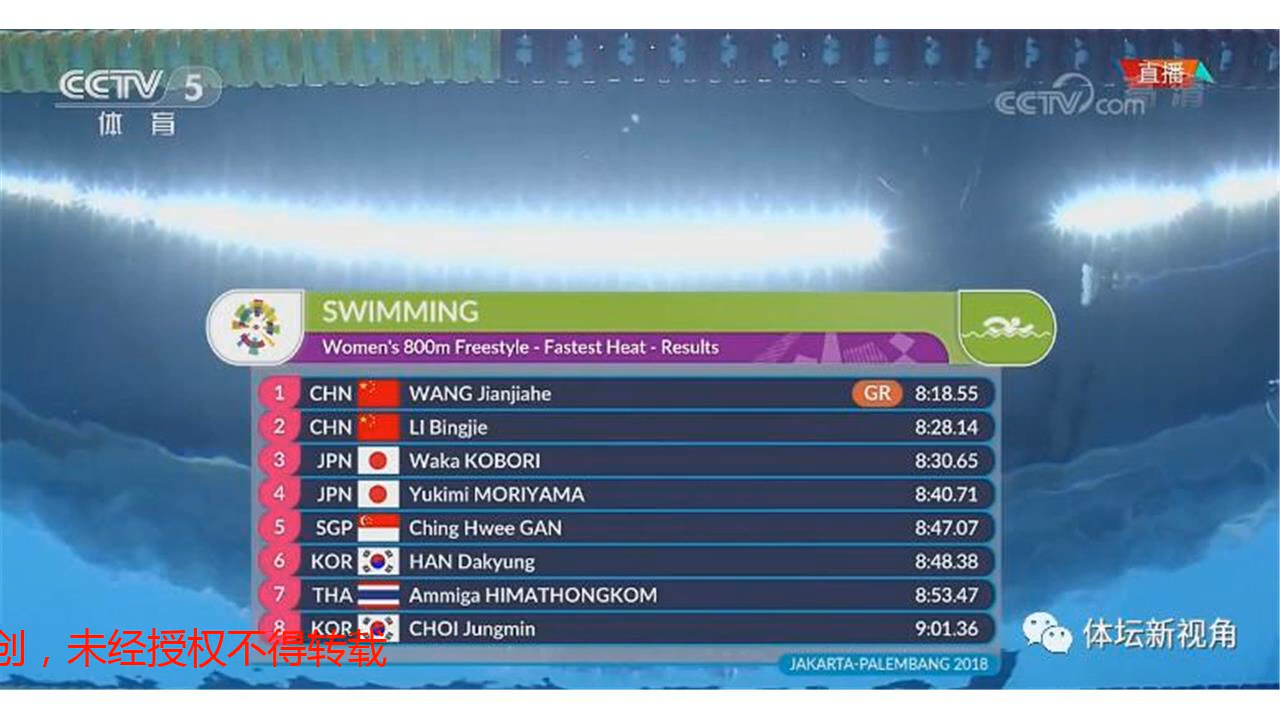 CCTV 5
体育
直播
CCTV.com
高清
SWIMMING
Women's 800m Freestyle - Fastest Heat - Results
1 CHN WANG Jianjiahe GR 8:18.55
2 CHN LI Bingjie 8:28.14
3 JPN Waka KOBORI 8:30.65
4 JPN Yukimi MORIYAMA 8:40.71
5 SGP Ching Hwee GAN 8:47.07
6 KOR HAN Dakyung 8:48.38
7 THA Ammiga HIMATHONGKOM 8:53.47
8 KOR CHOI Jungmin 9:01.36
创，未经授权不得转载
体坛新视角
JAKARTA-PALEMBANG 2018